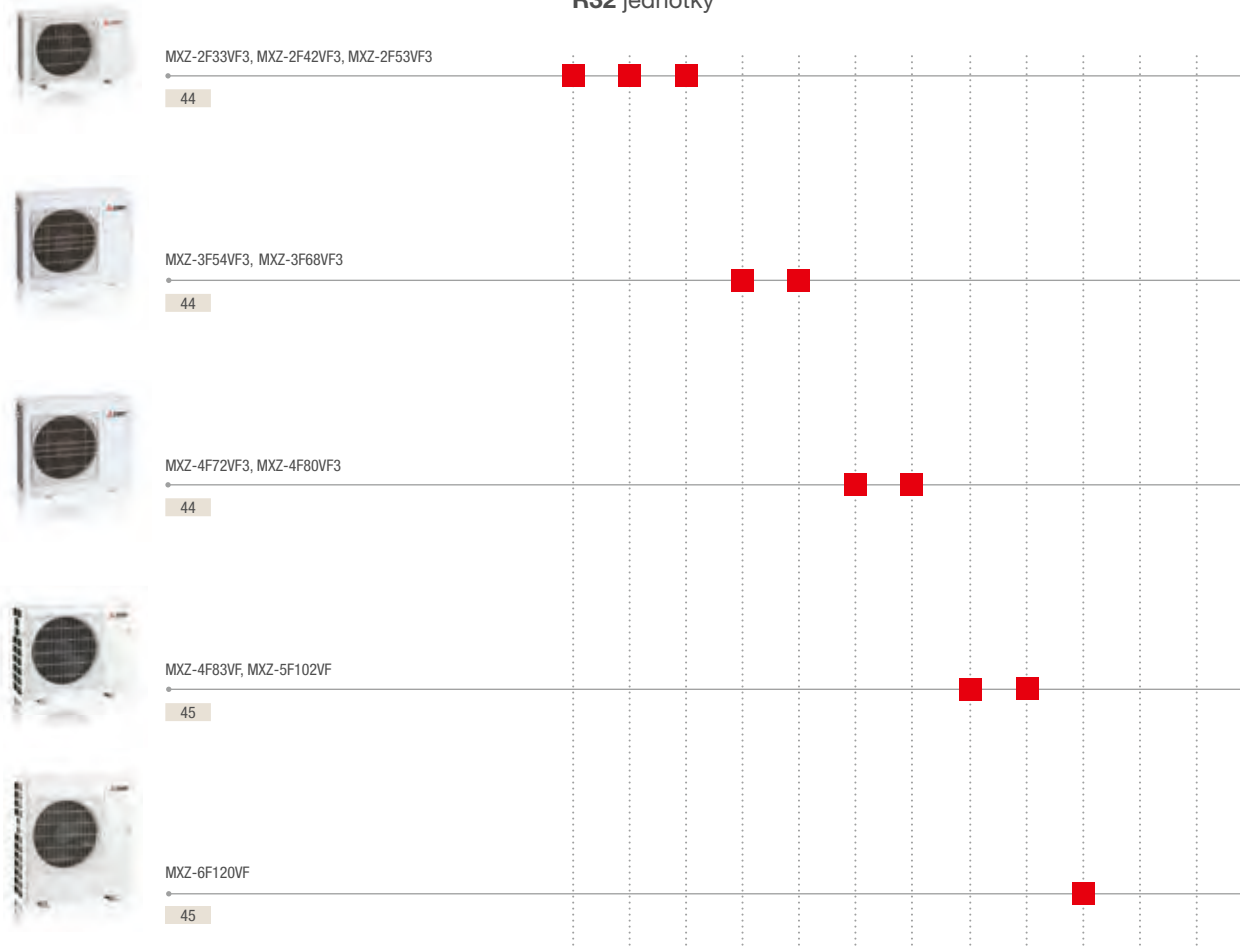 R32 jednotky
MXZ-2F33VF3, MXZ-2F42VF3, MXZ-2F53VF3
44
MXZ-3F54VF3, MXZ-3F68VF3
44
MXZ-4F72VF3, MXZ-4F80VF3
44
MXZ-4F83VF, MXZ-5F102VF
45
MXZ-6F120VF
45